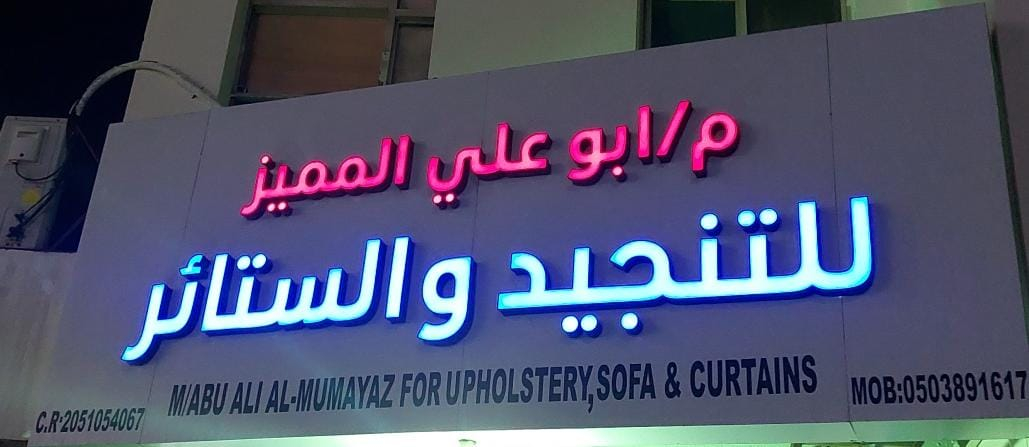 م/ابو علي المميز
للتنجيد والستائر
M/ABU ALI AL-MUMAYAZ FOR UPHOLSTERY,SOFA & CURTAINS
C.R:2051054067
MOB:0503891617